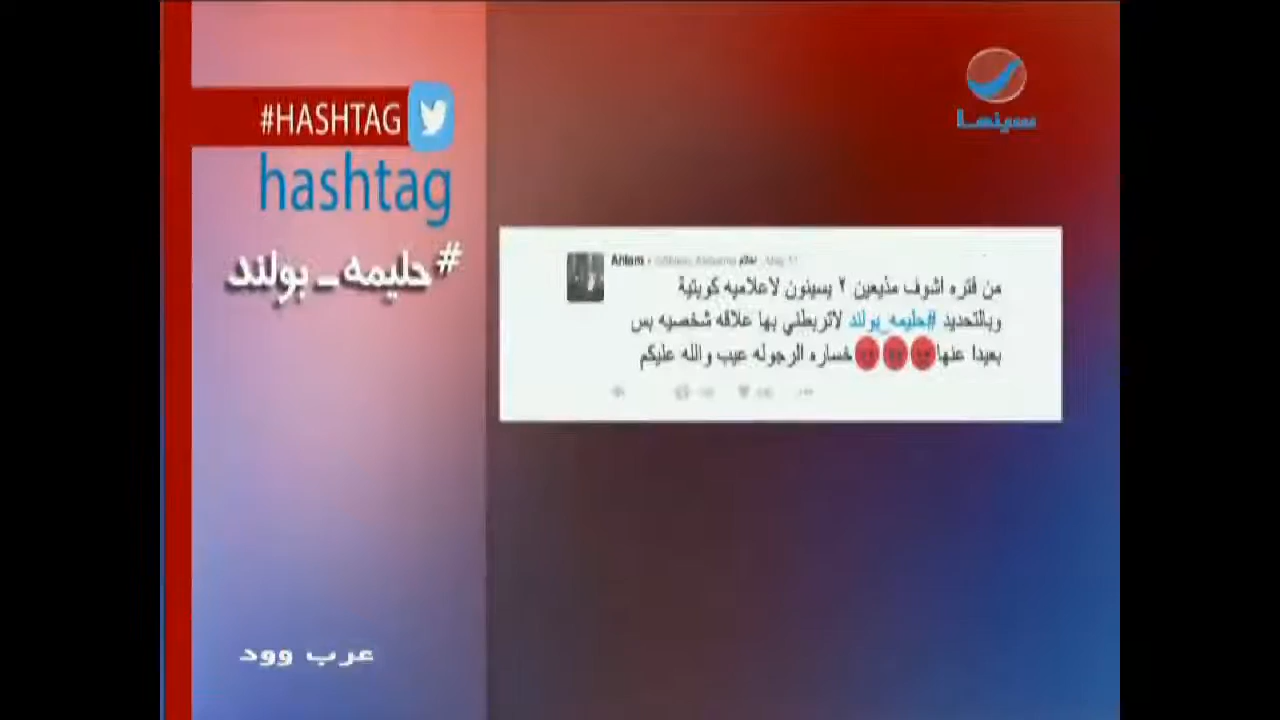 #HASHTAG
hashtag
#حليمه_بولند
سينما
Ahlam
من فتره اشوف مذيعين ٢ يسيئون لاعلاميه كويتية
وبالتحديد #حليمه_بولند لاتربطني بها علاقه شخصيه بس
بعيدا عنها خساره الرجوله عيب والله عليكم
عرب وود